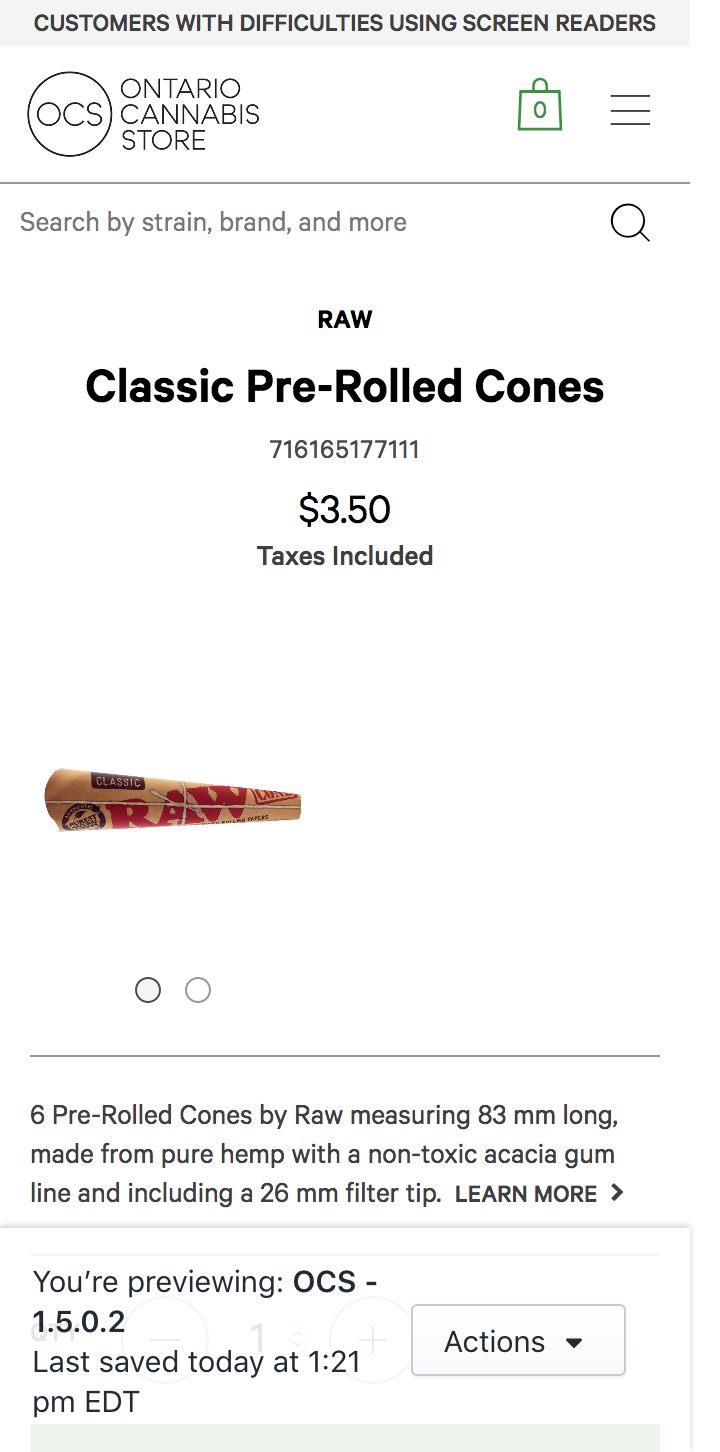 CUSTOMERS WITH DIFFICULTIES USING SCREEN READERS
OCS
ONTARIO
CANNABIS
STORE
0
Search by strain, brand, and more
RAW
Classic Pre-Rolled Cones
716165177111
$3.50
Taxes Included
CLASSIC
RAW
6 Pre-Rolled Cones by Raw measuring 83 mm long,
made from pure hemp with a non-toxic acacia gum
line and including a 26 mm filter tip. LEARN MORE
You’re previewing: OCS -
1.5.0.2
Last saved today at 1:21
pm EDT
QTY
1
Actions